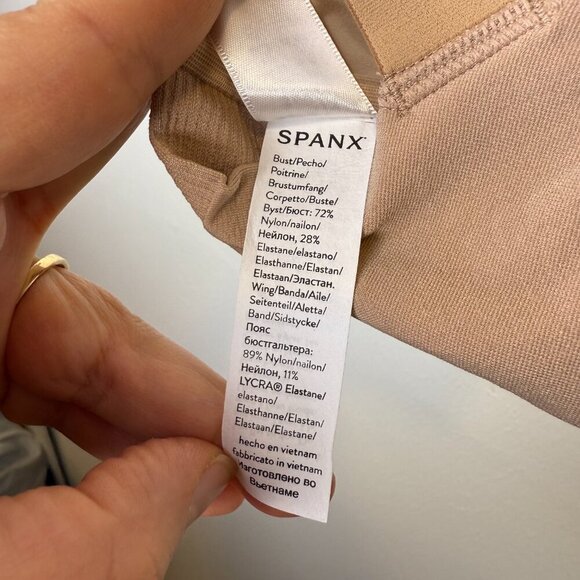 SPANX
Bust/Pecho/
Poitrine/
Brustumfang/
Corpetto/Buste/
Byst/Бюст: 72%
Nylon/nailon/
Нейлон, 28%
Elastane/elastano/
Elasthanne/Elastan/
Elastaan/Эластан.
Wing/Banda/Aile/
Seitenteil/Aletta/
Band/Sidstycke/
Пояс
бюстгальтера:
89% Nylon/nailon/
Нейлон, 11%
LYCRA® Elastane/
elastano/
Elasthanne/Elastan/
Elastaan/Elastane/
hecho en vietnam
fabbricato in vietnam
Изготовлено во
Вьетнаме